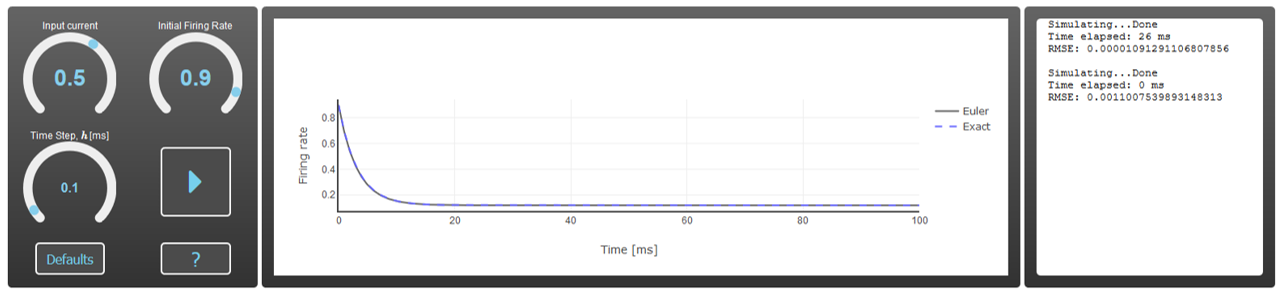 Input current
Initial Firing Rate
0.5
0.9
Time Step, h [ms]
0.1
Defaults
?
Firing rate
0.8
0.6
0.4
0.2
0
20
40
60
80
100
Time [ms]
Euler
Exact
Simulating...Done
Time elapsed: 26 ms
RMSE: 0.00001091291106807856
Simulating...Done
Time elapsed: 0 ms
RMSE: 0.0011007539893148313